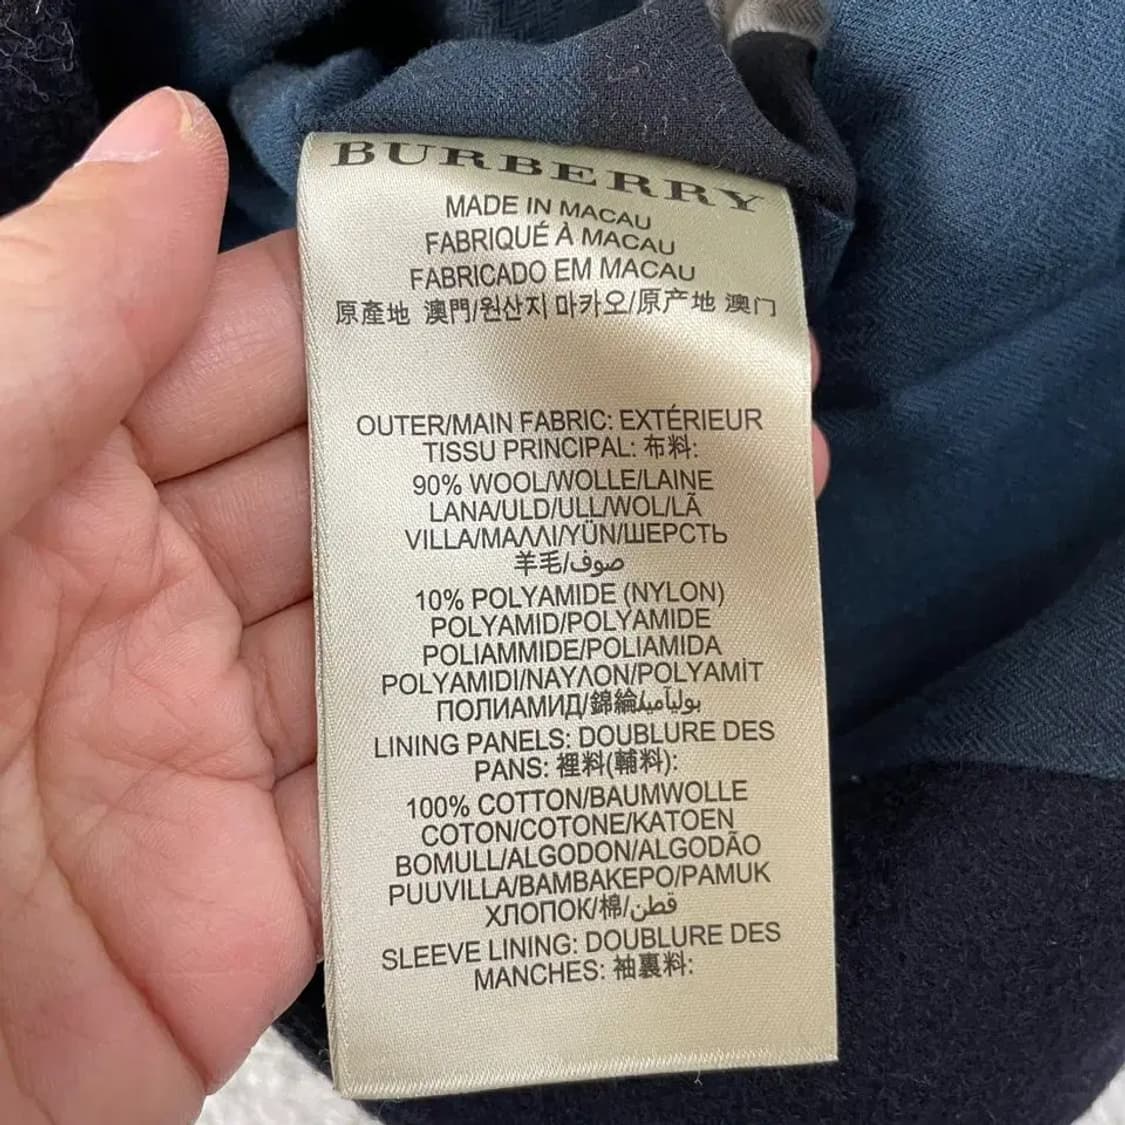 BURBERRY
MADE IN MACAU
FABRIQUÉ À MACAU
FABRICADO EM MACAU
原產地 澳門/원산지 마카오/原产地 澳门
OUTER/MAIN FABRIC: EXTÉRIEUR
TISSU PRINCIPAL: 布料:
90% WOOL/WOLLE/LAINE
LANA/ULD/ULL/WOL/LÃ
VILLA/ΜΑΛΛΙ/YÜN/ШЕРСТЬ
羊毛/صوف
10% POLYAMIDE (NYLON)
POLYAMID/POLYAMIDE
POLIAMMIDE/POLIAMIDA
POLYAMIDI/ΝΑΥΛΟΝ/POLYAMİT
ПОЛИАМИД/錦綸/بولياميد
LINING PANELS: DOUBLURE DES
PANS: 裡料(輔料):
100% COTTON/BAUMWOLLE
COTON/COTONE/KATOEN
BOMULL/ALGODON/ALGODÃO
PUUVILLA/ΒΑΜΒΑΚΕΡΟ/PAMUK
ХЛОПОК/棉/قطن
SLEEVE LINING: DOUBLURE DES
MANCHES: 袖裏料: